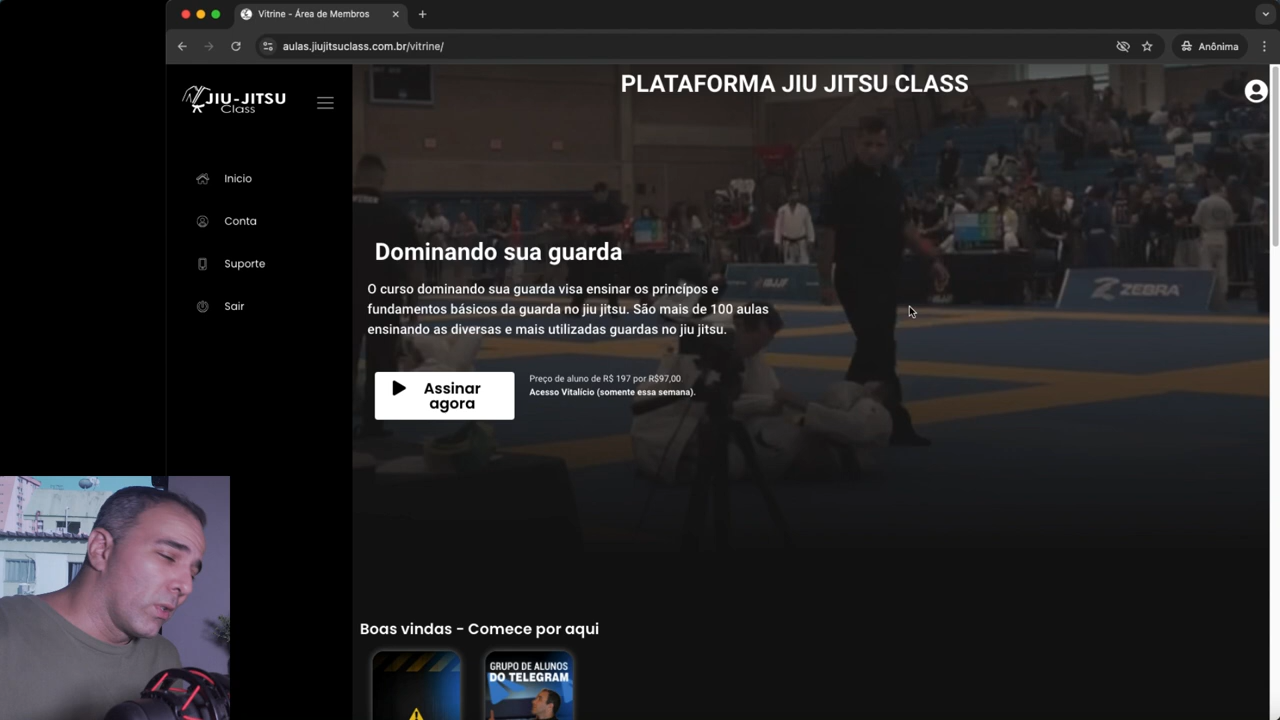 Vitrine - Área de Membros
aulas.jiujitsuclass.com.br/vitrine/
Anônima
JIU-JITSU
Class
PLATAFORMA JIU JITSU CLASS
Inicio
Conta
Suporte
Sair
Dominando sua guarda
O curso dominando sua guarda visa ensinar os princípos e
fundamentos básicos da guarda no jiu jitsu. São mais de 100 aulas
ensinando as diversas e mais utilizadas guardas no jiu jitsu.
Assinar
agora
Preço de aluno de R$ 197 por R$97,00
Acesso Vitalício (somente essa semana).
ZEBRA
Boas vindas - Comece por aqui
GRUPO DE ALUNOS
DO TELEGRAM